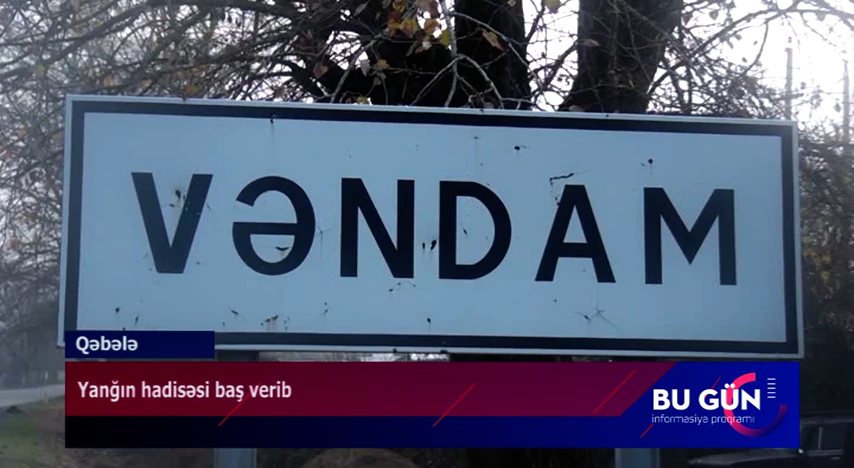 VƏNDAM
Qəbələ
Yanğın hadisəsi baş verib
BU GÜN
informasiya proqramı